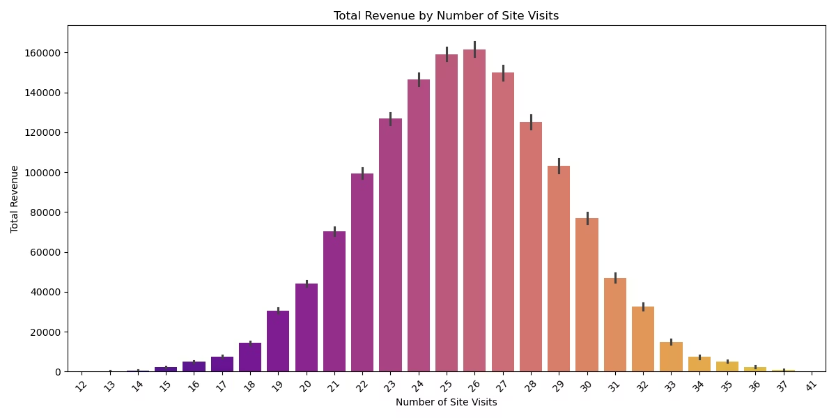 Total Revenue by Number of Site Visits
Total Revenue
160000
140000
120000
100000
80000
60000
40000
20000
0
12 13 14 15 16 17 18 19 20 21 22 23 24 25 26 27 28 29 30 31 32 33 34 35 36 37 41
Number of Site Visits